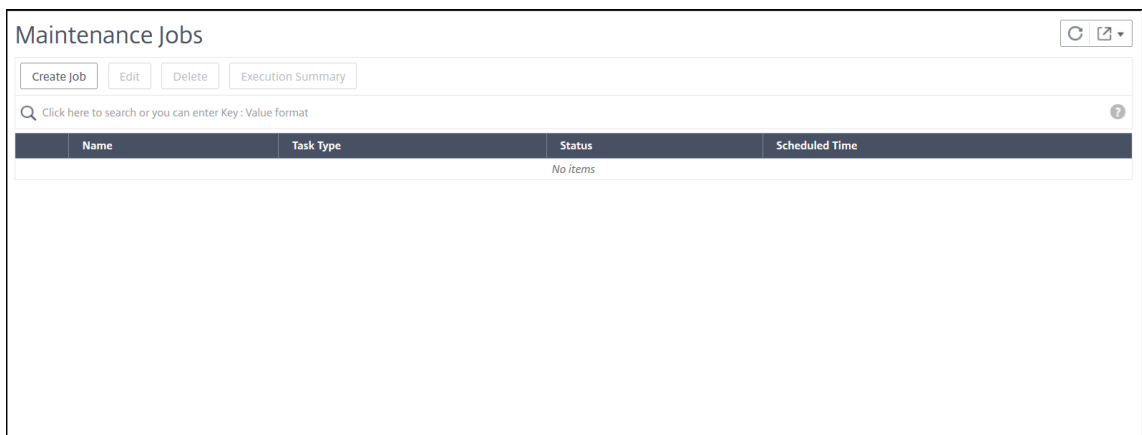 Maintenance Jobs
Create Job Edit Delete Execution Summary
Click here to search or you can enter Key : Value format ?
Name Task Type Status Scheduled Time
No items